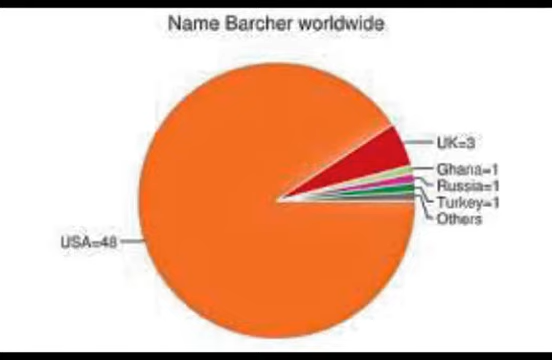 Name Barcher worldwide
UK=3
Ghana=1
Russia=1
Turkey=1
Others
USA=48